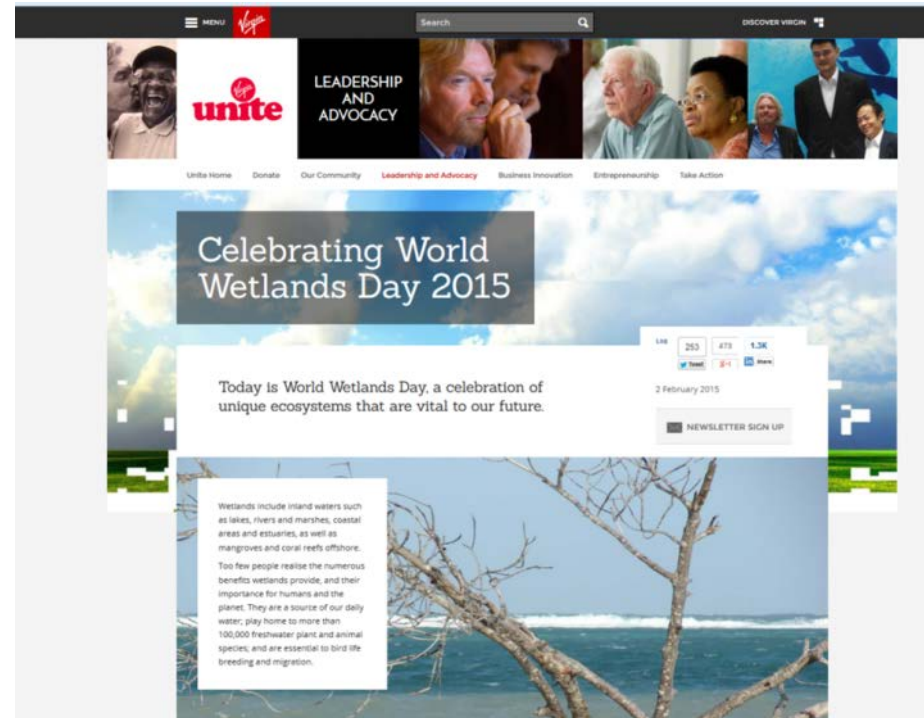 MENU
Virgin
Search
DISCOVER VIRGIN
Virgin
unite
LEADERSHIP
AND
ADVOCACY
Unite Home Donate Our Community Leadership and Advocacy Business Innovation Entrepreneurship Take Action
Celebrating World
Wetlands Day 2015
253 473 1.3K
Tweet +1 in Share
Today is World Wetlands Day, a celebration of
unique ecosystems that are vital to our future.
2 February 2015
NEWSLETTER SIGN UP
Wetlands include inland waters such
as lakes, rivers and marshes, coastal
areas and estuaries, as well as
mangroves and coral reefs offshore.
Too few people realise the numerous
benefits wetlands provide, and their
importance for humans and the
planet. They are a source of our daily
water; play home to more than
100,000 freshwater plant and animal
species; and are essential to bird life
breeding and migration.